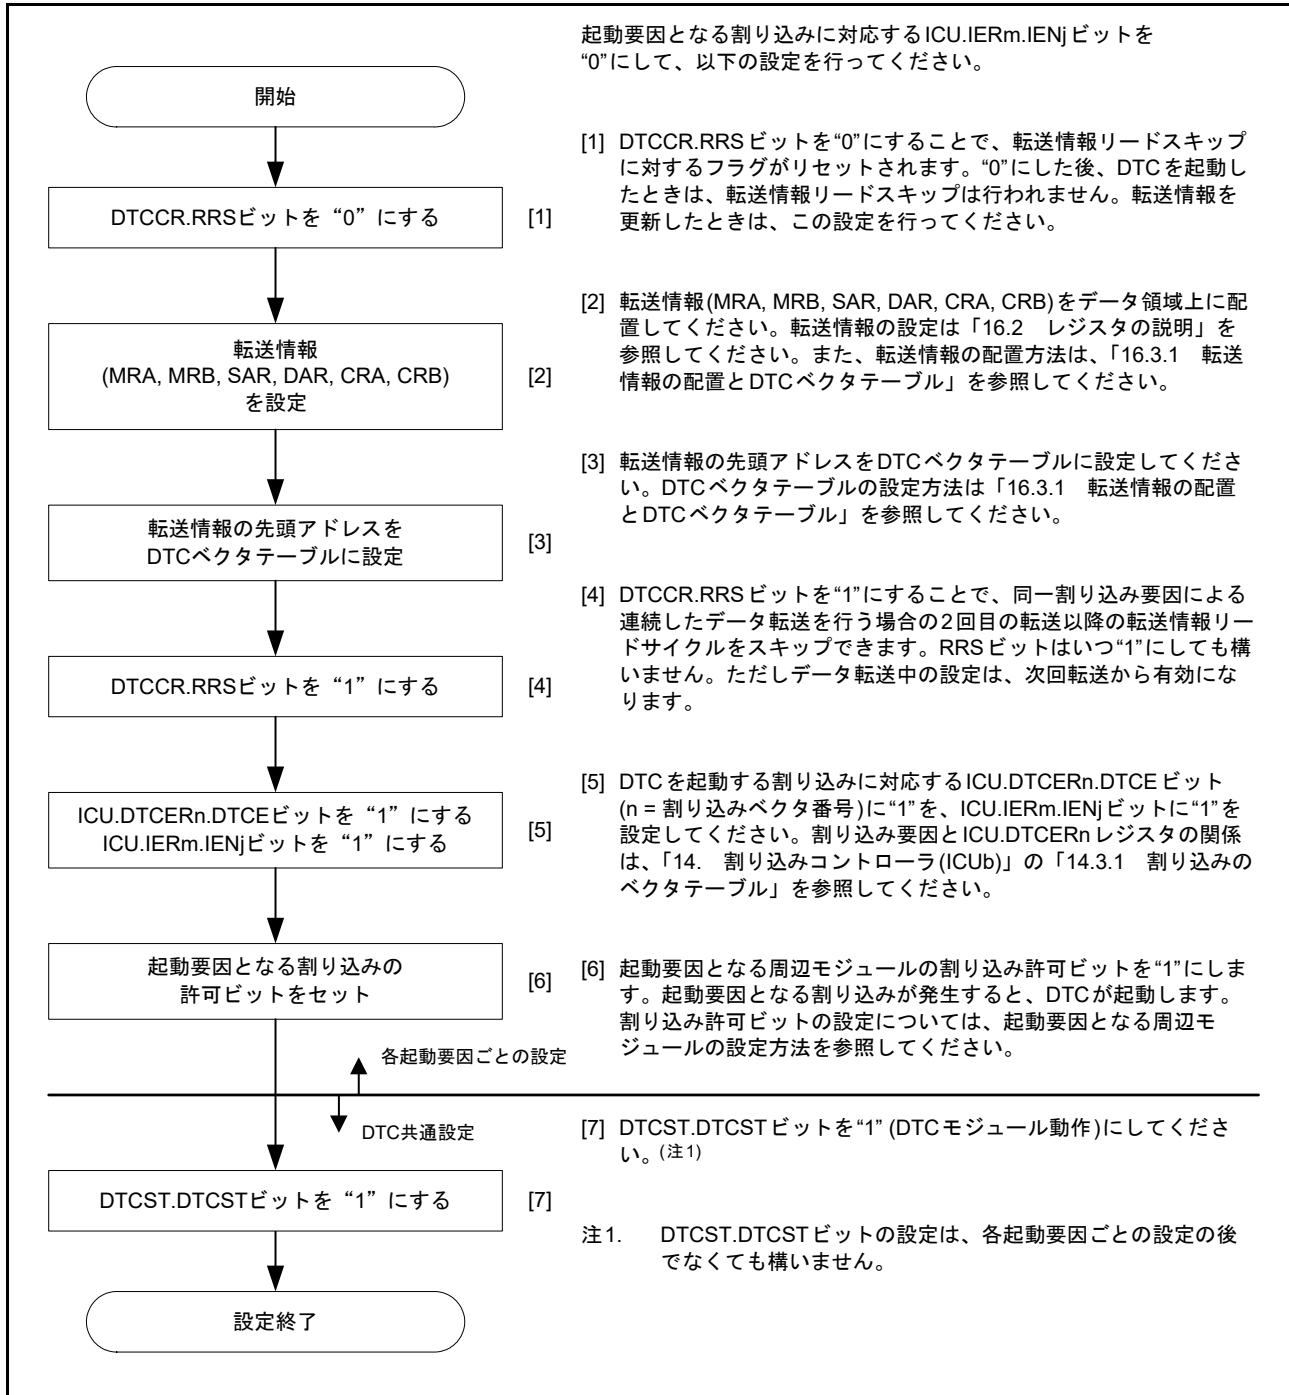 起動要因となる割り込みに対応するICU.IERm.IENjビットを
“0”にして、以下の設定を行ってください。
開始
[1] DTCCR.RRSビットを“0”にすることで、転送情報リードスキップ
に対するフラグがリセットされます。“0”にした後、DTCを起動し
たときは、転送情報リードスキップは行われません。転送情報を
更新したときは、この設定を行ってください。
DTCCR.RRSビットを“0”にする
[1]
[2] 転送情報(MRA, MRB, SAR, DAR, CRA, CRB)をデータ領域上に配
置してください。転送情報の設定は「16.2 レジスタの説明」を
参照してください。また、転送情報の配置方法は、「16.3.1 転送
情報の配置とDTCベクタテーブル」を参照してください。
転送情報
(MRA, MRB, SAR, DAR, CRA, CRB)
を設定
[2]
[3] 転送情報の先頭アドレスをDTCベクタテーブルに設定してくださ
い。DTCベクタテーブルの設定方法は「16.3.1 転送情報の配置
とDTCベクタテーブル」を参照してください。
転送情報の先頭アドレスを
DTCベクタテーブルに設定
[3]
[4] DTCCR.RRSビットを“1”にすることで、同一割り込み要因による
連続したデータ転送を行う場合の2回目の転送以降の転送情報リー
ドサイクルをスキップできます。RRSビットはいつ“1”にしても構
いません。ただしデータ転送中の設定は、次回転送から有効にな
ります。
DTCCR.RRSビットを“1”にする
[4]
[5] DTCを起動する割り込みに対応するICU.DTCERn.DTCEビット
(n = 割り込みベクタ番号)に“1”を、ICU.IERm.IENjビットに“1”を
設定してください。割り込み要因とICU.DTCERnレジスタの関係
は、「14. 割り込みコントローラ(ICUb)」の「14.3.1 割り込みの
ベクタテーブル」を参照してください。
ICU.DTCERn.DTCEビットを“1”にする
ICU.IERm.IENjビットを“1”にする
[5]
[6] 起動要因となる周辺モジュールの割り込み許可ビットを“1”にしま
す。起動要因となる割り込みが発生すると、DTCが起動します。
割り込み許可ビットの設定については、起動要因となる周辺モ
ジュールの設定方法を参照してください。
起動要因となる割り込みの
許可ビットをセット
[6]
各起動要因ごとの設定
DTC共通設定
[7] DTCST.DTCSTビットを“1” (DTCモジュール動作)にしてくださ
い。(注1)
DTCST.DTCSTビットを“1”にする
[7]
注1. DTCST.DTCSTビットの設定は、各起動要因ごとの設定の後
でなくても構いません。
設定終了